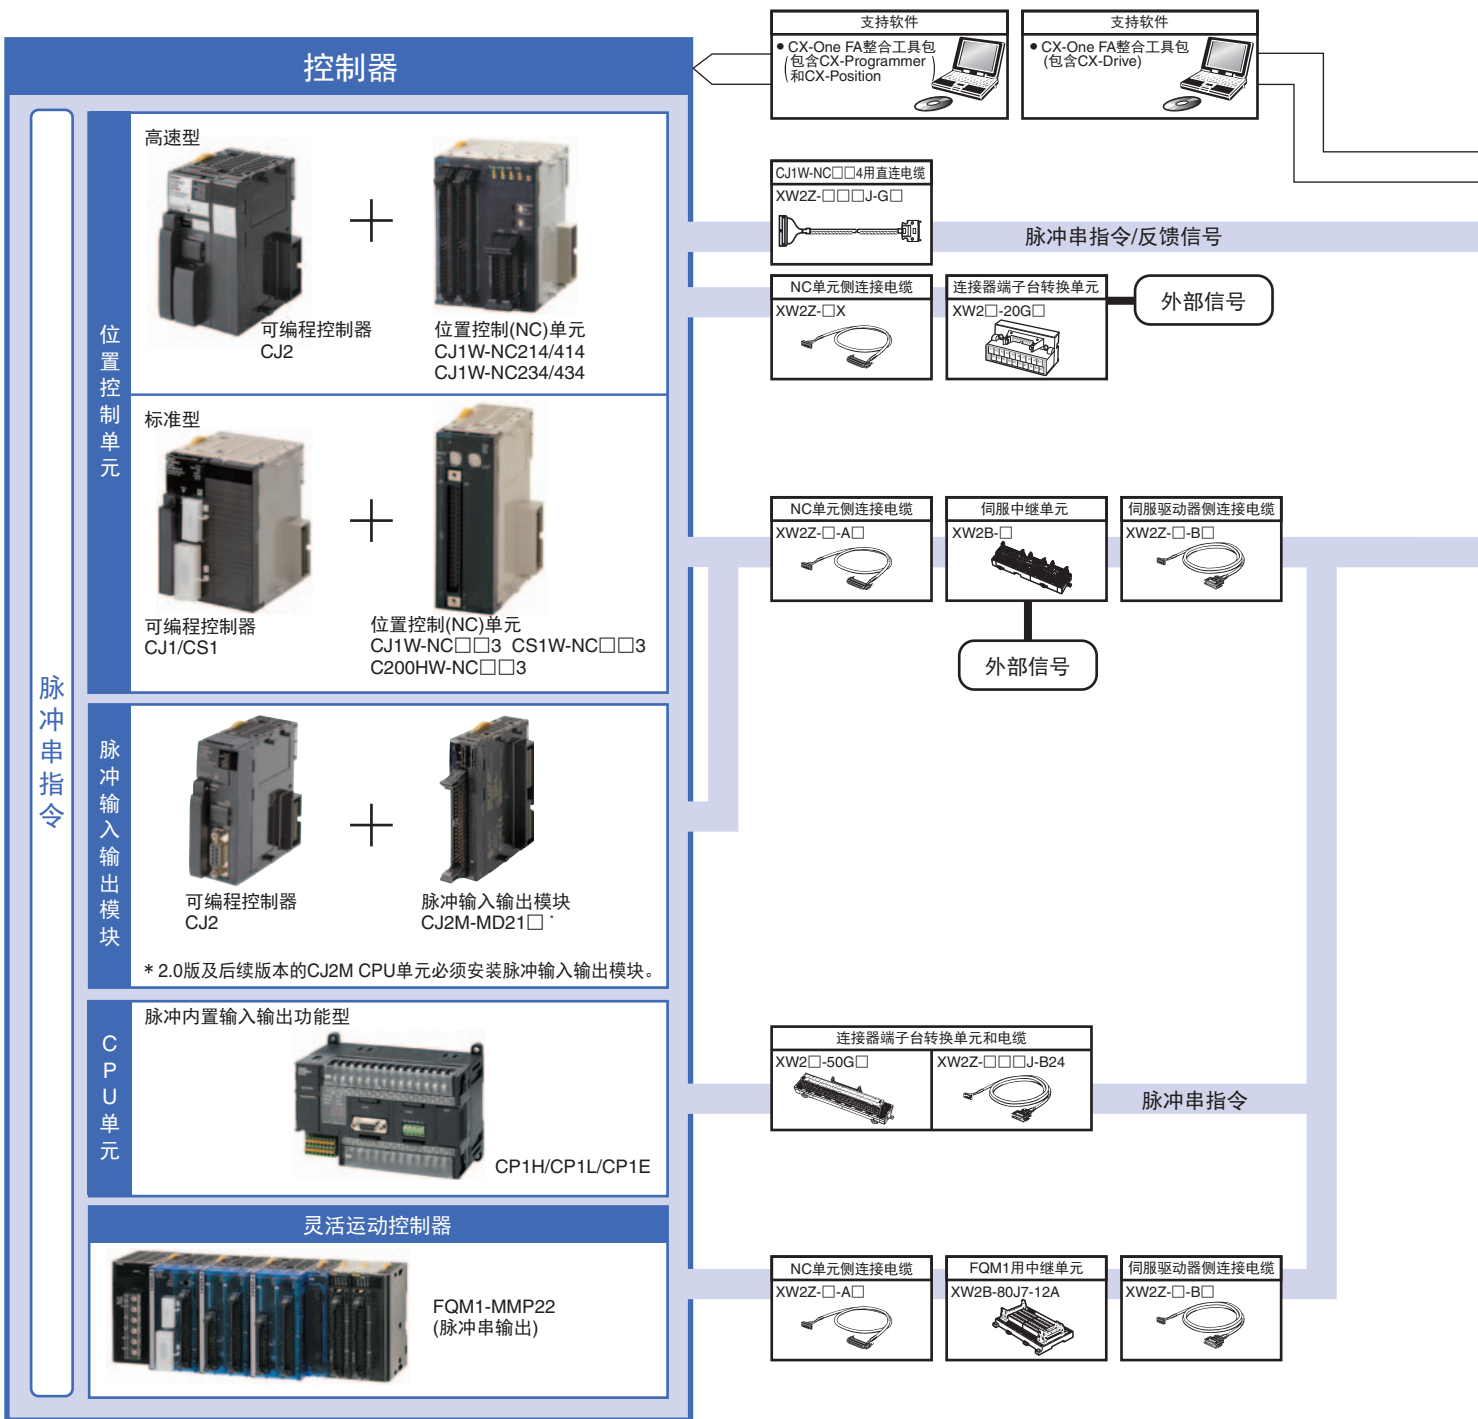 支持软件
● CX-One FA整合工具包
(包含CX-Programmer
和CX-Position)
支持软件
● CX-One FA整合工具包
(包含CX-Drive)
控制器
脉冲串指令
位置控制单元
高速型
可编程控制器
CJ2
位置控制(NC)单元
CJ1W-NC214/414
CJ1W-NC234/434
CJ1W-NC□□4用直连电缆
XW2Z-□□□J-G□
脉冲串指令/反馈信号
NC单元侧连接电缆
XW2Z-□X
连接器端子台转换单元
XW2□-20G□
外部信号
标准型
可编程控制器
CJ1/CS1
位置控制(NC)单元
CJ1W-NC□□3 CS1W-NC□□3
C200HW-NC□□3
NC单元侧连接电缆
XW2Z-□-A□
伺服中继单元
XW2B-□
伺服驱动器侧连接电缆
XW2Z-□-B□
外部信号
脉冲输入输出模块
可编程控制器
CJ2
脉冲输入输出模块
CJ2M-MD21□ *
* 2.0版及后续版本的CJ2M CPU单元必须安装脉冲输入输出模块。
CPU单元
脉冲内置输入输出功能型
CP1H/CP1L/CP1E
连接器端子台转换单元和电缆
XW2□-50G□
XW2Z-□□□J-B24
脉冲串指令
灵活运动控制器
FQM1-MMP22
(脉冲串输出)
NC单元侧连接电缆
XW2Z-□-A□
FQM1用中继单元
XW2B-80J7-12A
伺服驱动器侧连接电缆
XW2Z-□-B□